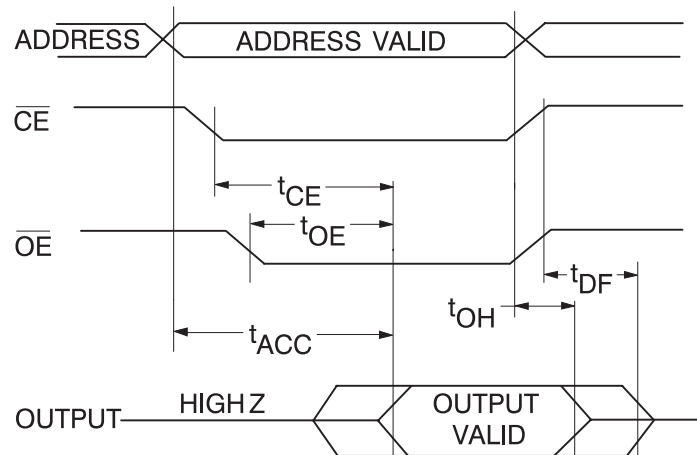 ADDRESS
ADDRESS VALID
CE
tCE
tOE
OE
tDF
tOH
tACC
OUTPUT
HIGH Z
OUTPUT
VALID